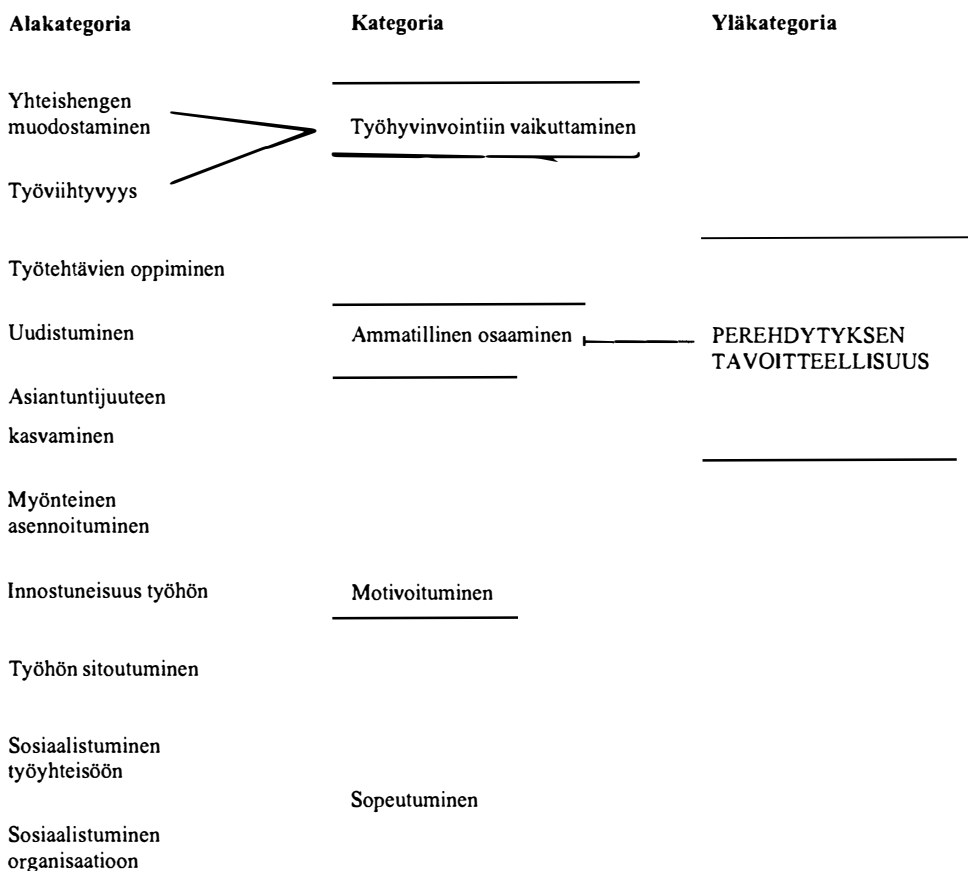 Alakategoria Kategoria Yläkategoria
Yhteishengen
muodostaminen
Työhyvinvointiin vaikuttaminen
Työviihtyvyys
Työtehtävien oppiminen
Uudistuminen
Ammatillinen osaaminen
PEREHDYTYKSEN
TAVOITTEELLISUUS
Asiantuntijuuteen
kasvaminen
Myönteinen
asennoituminen
Innostuneisuus työhön
Motivoituminen
Työhön sitoutuminen
Sosiaalistuminen
työyhteisöön
Sopeutuminen
Sosiaalistuminen
organisaatioon